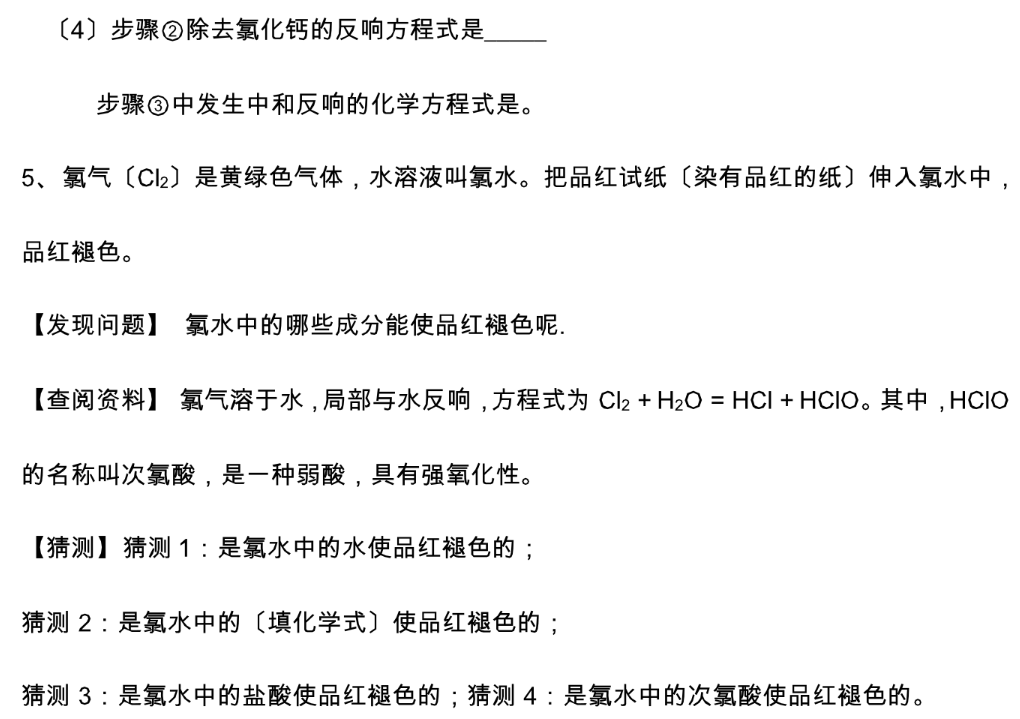 〔4〕步骤②除去氯化钙的反响方程式是_____
步骤③中发生中和反响的化学方程式是。
5、氯气〔Cl₂〕是黄绿色气体，水溶液叫氯水。把品红试纸〔染有品红的纸〕伸入氯水中，
品红褪色。
【发现问题】 氯水中的哪些成分能使品红褪色呢.
【查阅资料】 氯气溶于水,局部与水反响,方程式为 Cl₂ + H₂O = HCl + HClO。其中,HClO
的名称叫次氯酸，是一种弱酸，具有强氧化性。
【猜测】猜测 1：是氯水中的水使品红褪色的；
猜测 2：是氯水中的〔填化学式〕使品红褪色的；
猜测 3：是氯水中的盐酸使品红褪色的；猜测 4：是氯水中的次氯酸使品红褪色的。